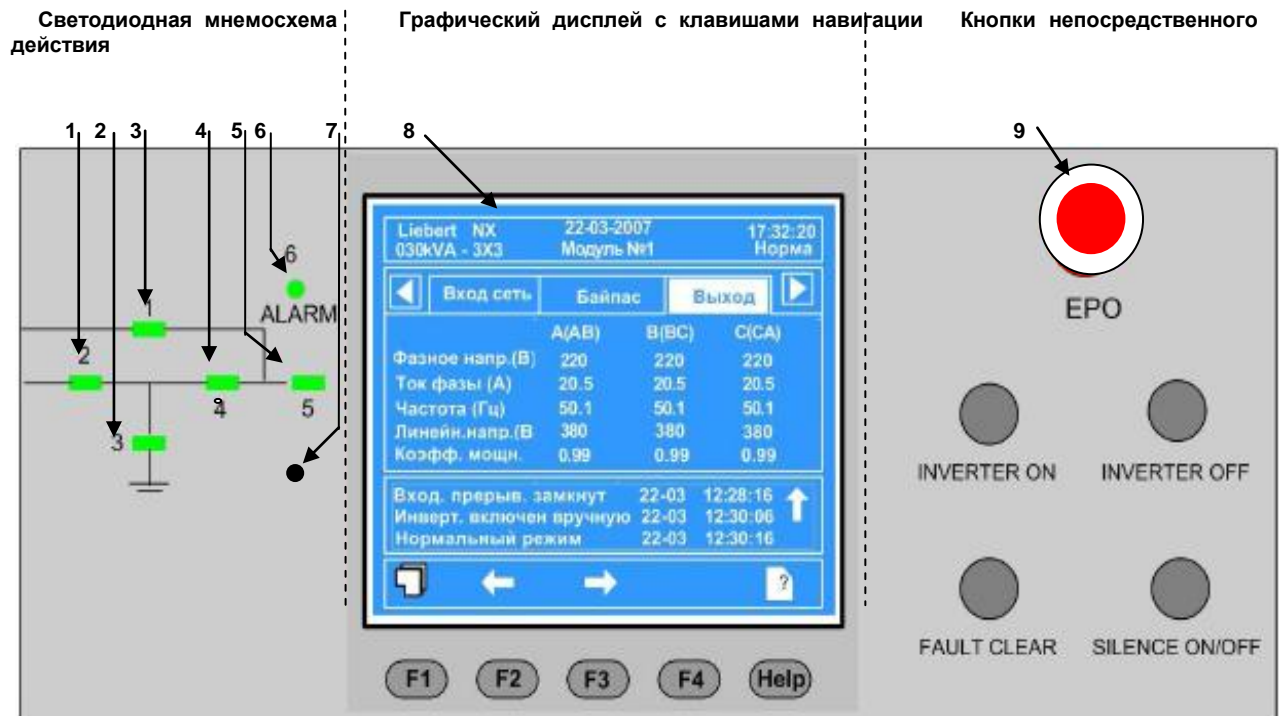 Светодиодная мнемосхема Графический дисплей с клавишами навигации Кнопки непосредственного
действия
1 2 3 4 5 6 7 8 9
6
ALARM
1
2
3
4
5
Liebert NX 22-03-2007 17:32:20
030kVA - 3X3 Модуль №1 Норма
Вход сеть Байпас Выход
A(AB) B(BC) C(CA)
Фазное напр.(В) 220 220 220
Ток фазы (А) 20.5 20.5 20.5
Частота (Гц) 50.1 50.1 50.1
Линейн.напр.(В 380 380 380
Коэфф. мощн. 0.99 0.99 0.99
Вход. прерыв. замкнут 22-03 12:28:16
Инверт. включен вручную 22-03 12:30:06
Нормальный режим 22-03 12:30:16
?
F1 F2 F3 F4 Help
EPO
INVERTER ON INVERTER OFF
FAULT CLEAR SILENCE ON/OFF